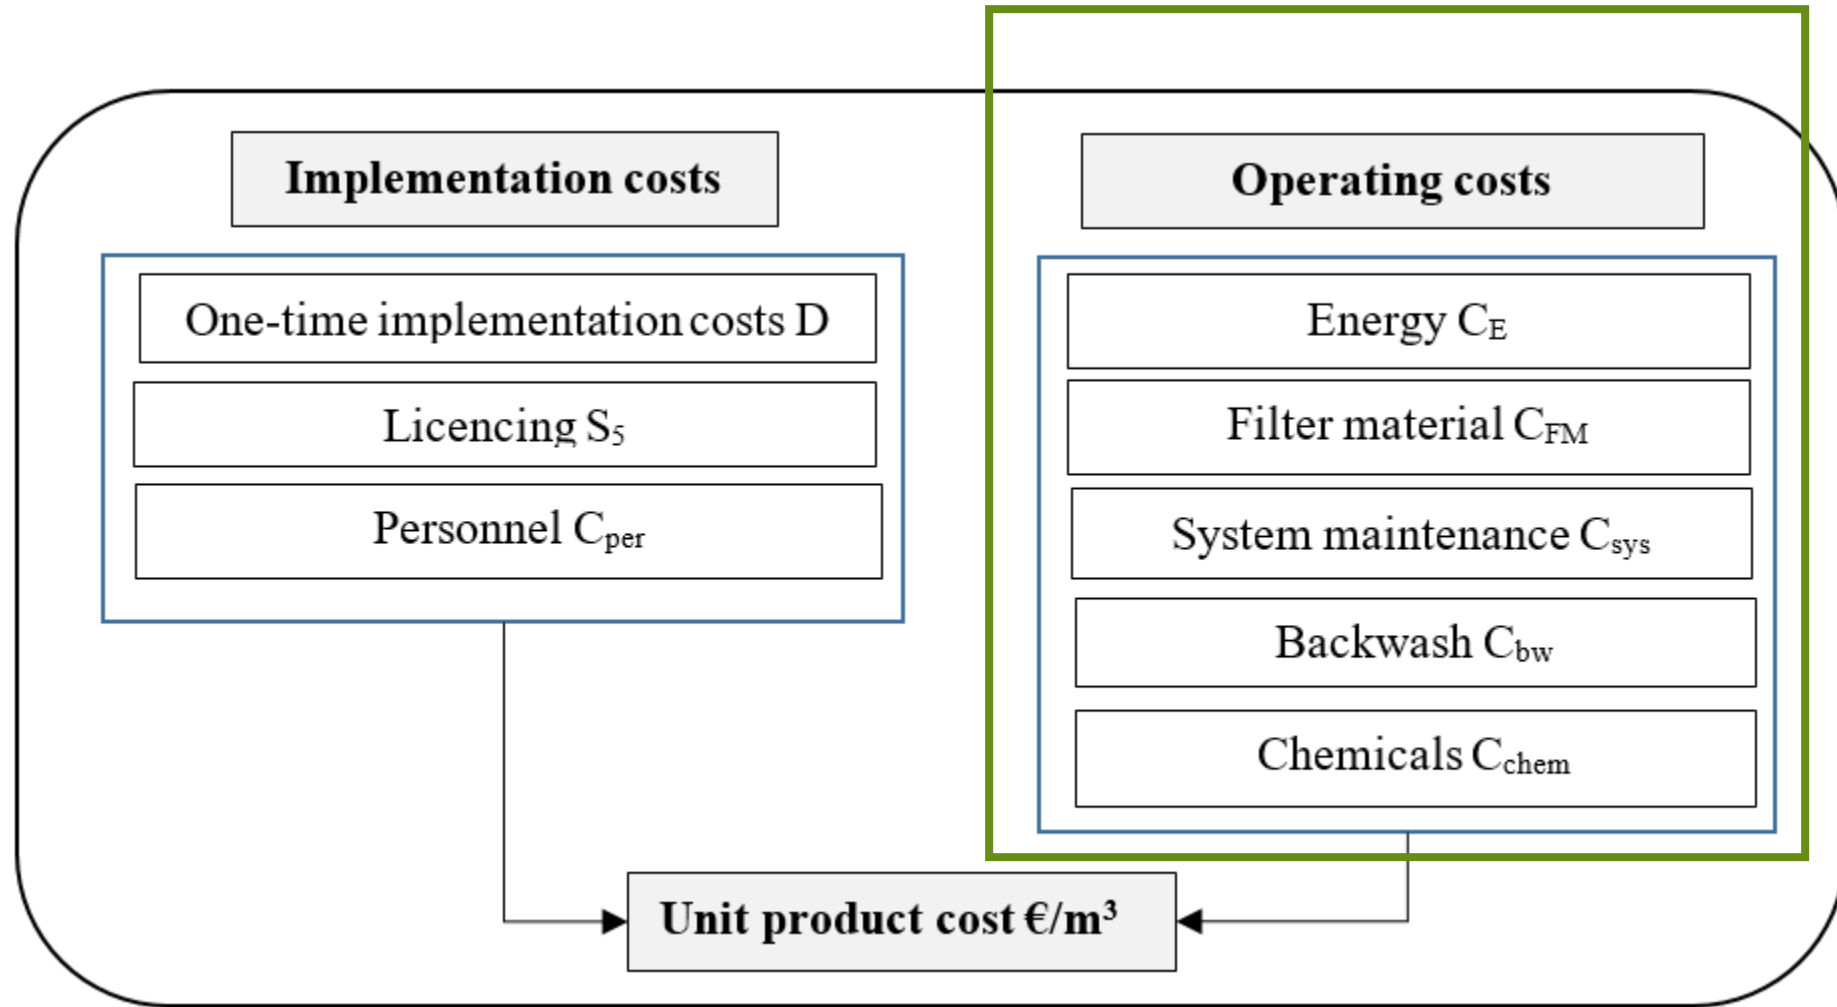 Implementation costs
One-time implementation costs D
Licencing S₅
Personnel Cper
Operating costs
Energy CE
Filter material CFM
System maintenance Csys
Backwash Cbw
Chemicals Cchem
Unit product cost €/m³